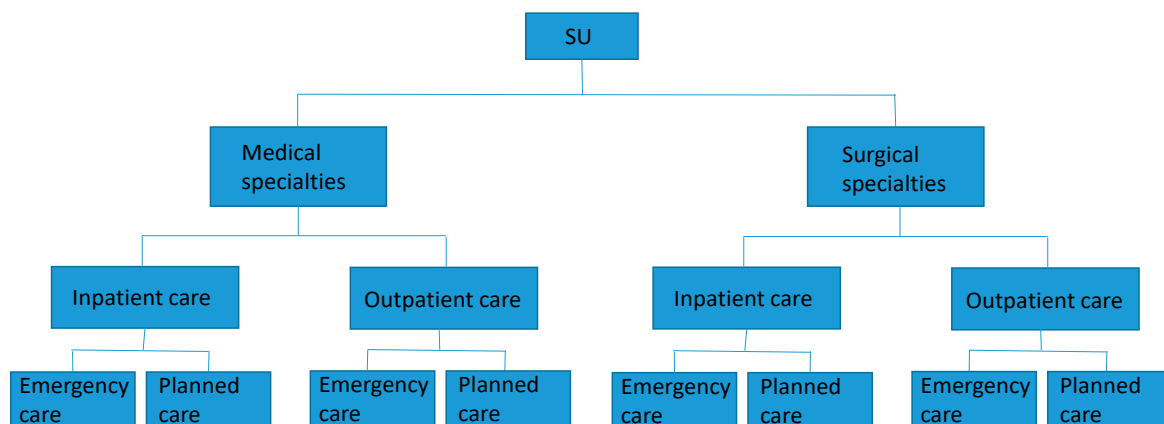 SU
Medical
specialties
Surgical
specialties
Inpatient care
Outpatient care
Inpatient care
Outpatient care
Emergency
care
Planned
care
Emergency
care
Planned
care
Emergency
care
Planned
care
Emergency
care
Planned
care